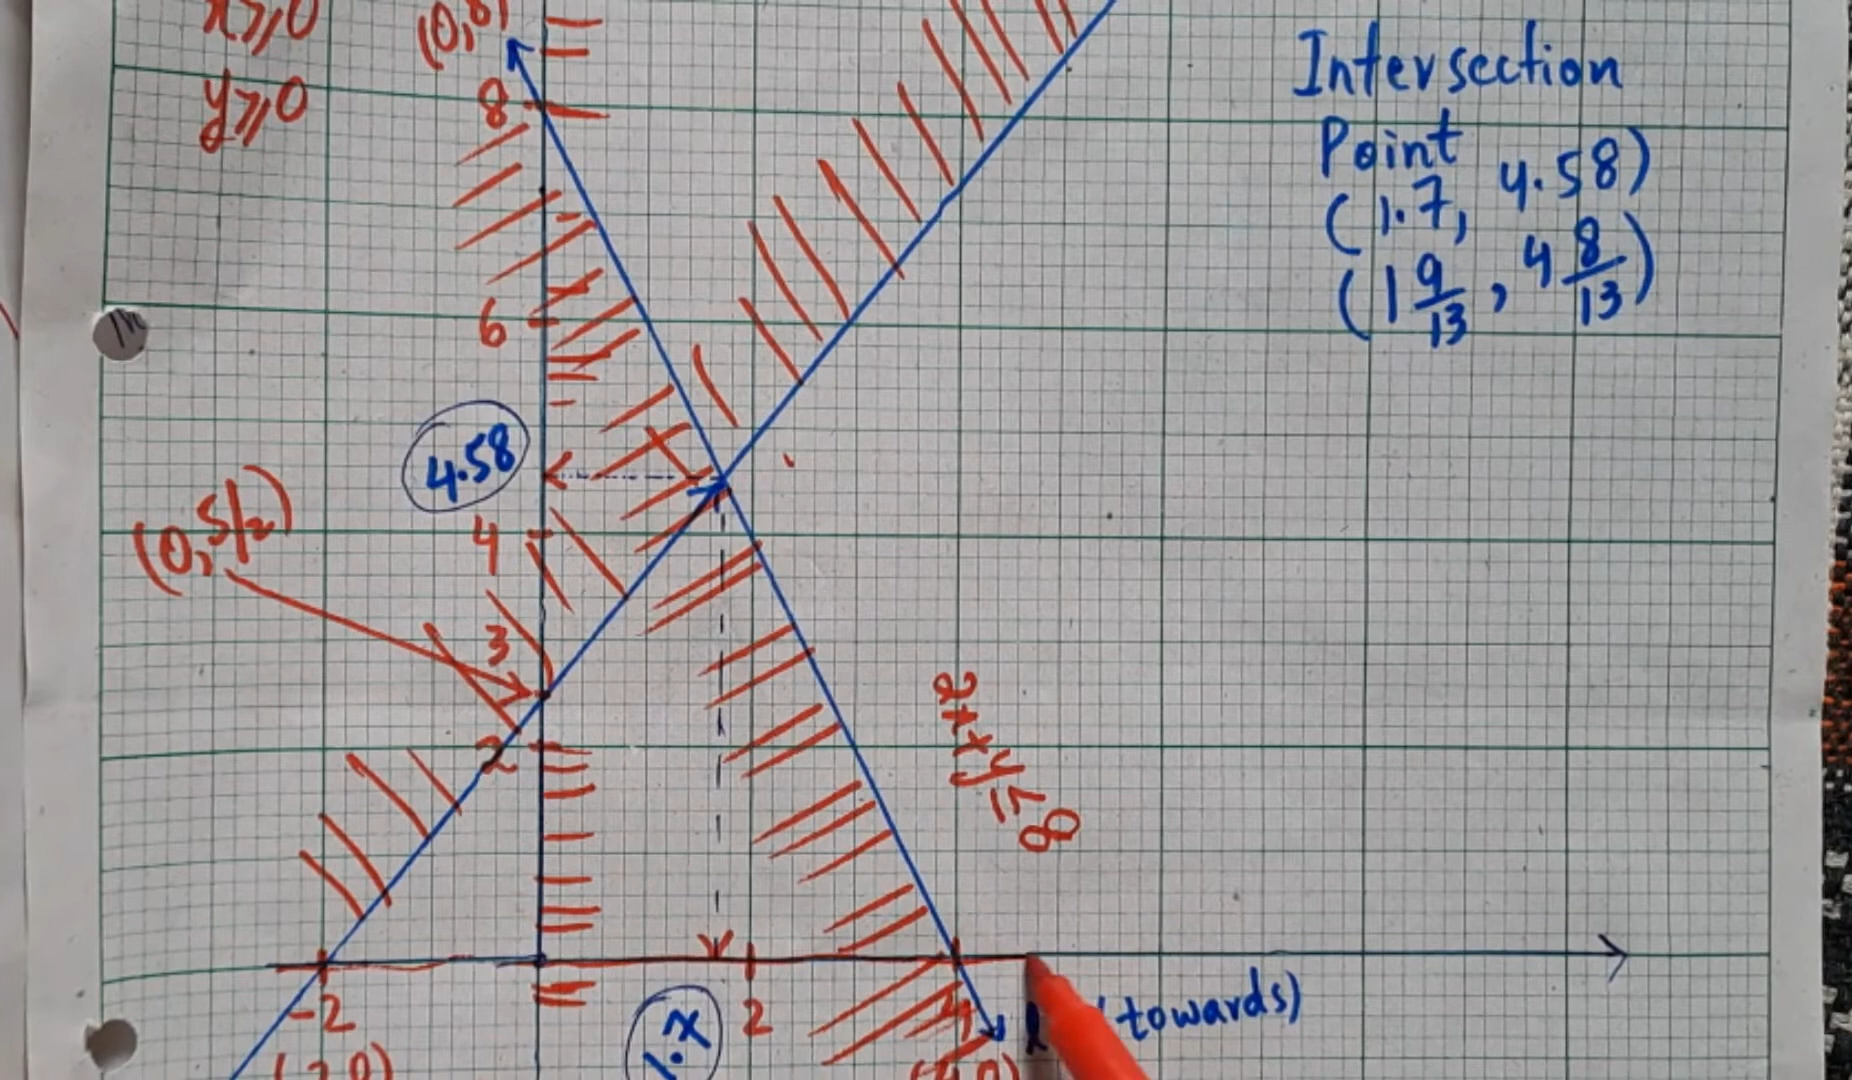 x⩾0
y⩾0
(0,8)
8
6
4.58
4
(0,5/2)
3
2
-2
2
4
1.7
2x+y≤8
(towards)
Intersection
Point
(1.7, 4.58)
(1 9/13, 4 8/13)